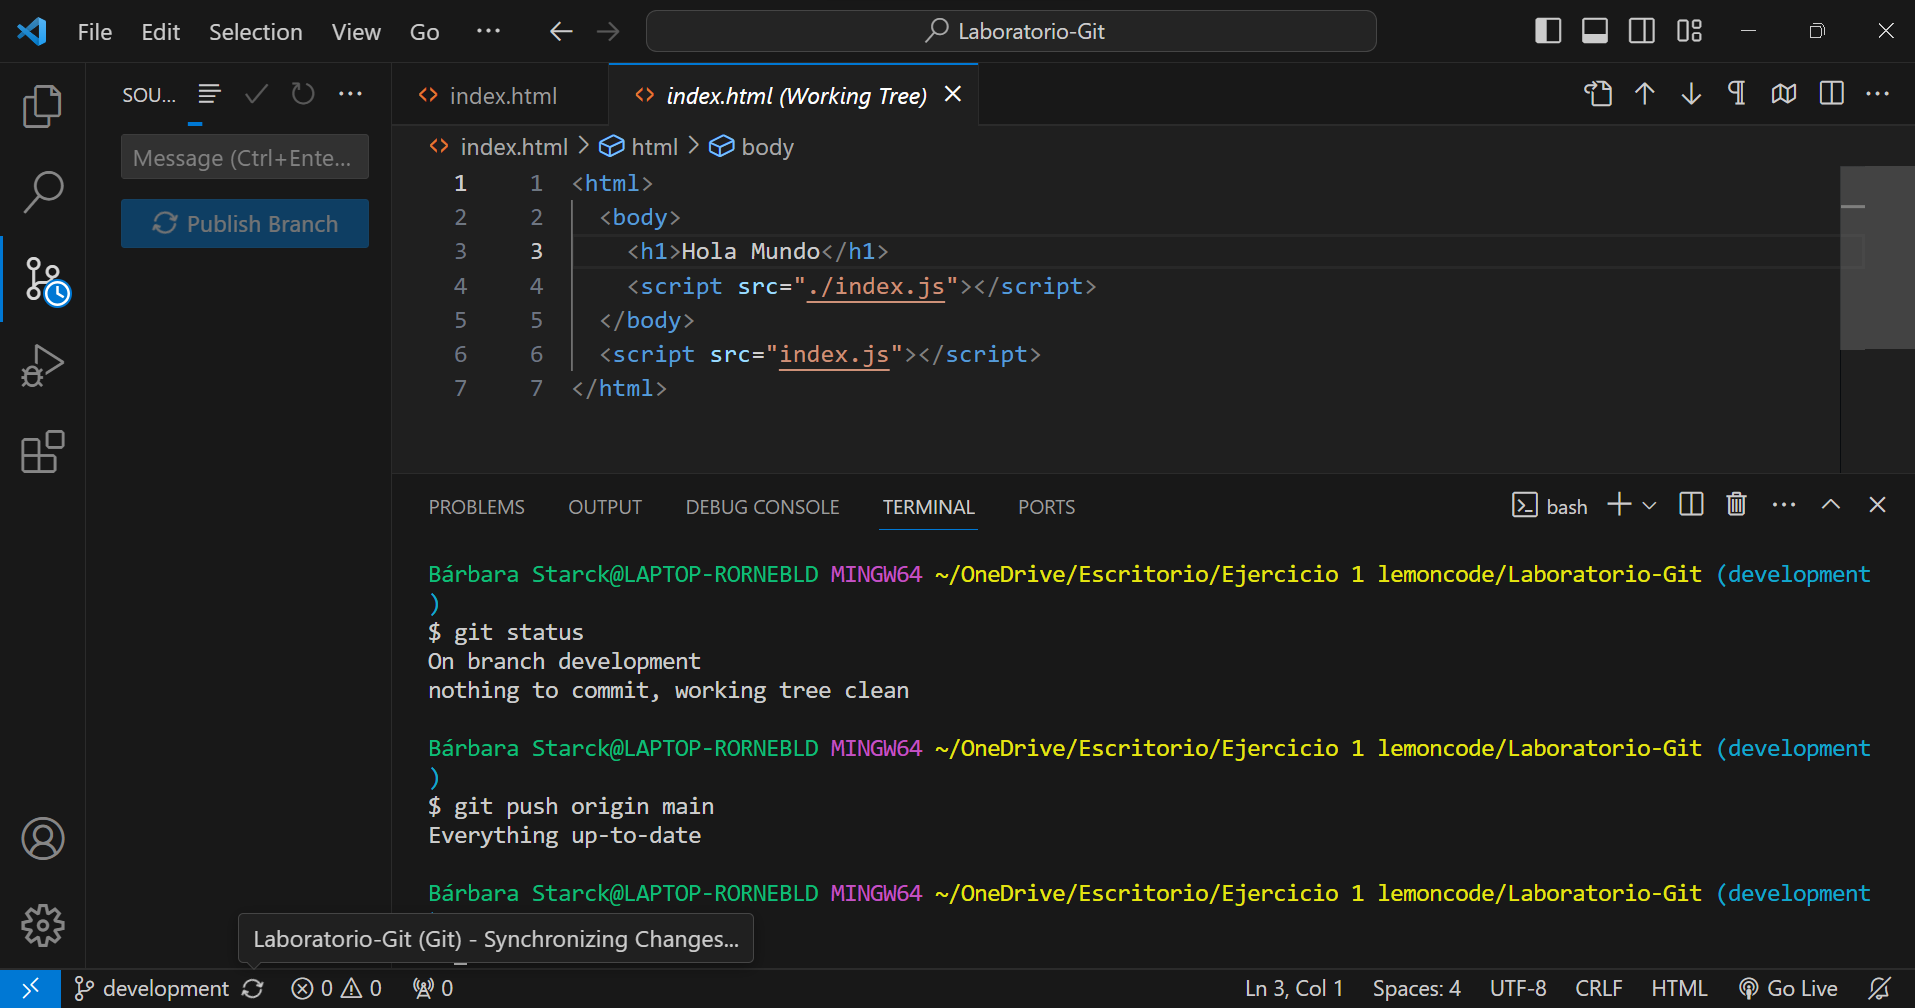 File Edit Selection View Go ··· Laboratorio-Git
SOU...
Message (Ctrl+Ente...
Publish Branch
index.html
index.html (Working Tree)
index.html > html > body
1 1 <html>
2 2 <body>
3 3 <h1>Hola Mundo</h1>
4 4 <script src="./index.js"></script>
5 5 </body>
6 6 <script src="index.js"></script>
7 7 </html>
PROBLEMS OUTPUT DEBUG CONSOLE TERMINAL PORTS bash
Bárbara Starck@LAPTOP-RORNEBLD MINGW64 ~/OneDrive/Escritorio/Ejercicio 1 lemoncode/Laboratorio-Git (development
)
$ git status
On branch development
nothing to commit, working tree clean
Bárbara Starck@LAPTOP-RORNEBLD MINGW64 ~/OneDrive/Escritorio/Ejercicio 1 lemoncode/Laboratorio-Git (development
)
$ git push origin main
Everything up-to-date
Bárbara Starck@LAPTOP-RORNEBLD MINGW64 ~/OneDrive/Escritorio/Ejercicio 1 lemoncode/Laboratorio-Git (development
Laboratorio-Git (Git) - Synchronizing Changes...
development 0 0 0 Ln 3, Col 1 Spaces: 4 UTF-8 CRLF HTML Go Live